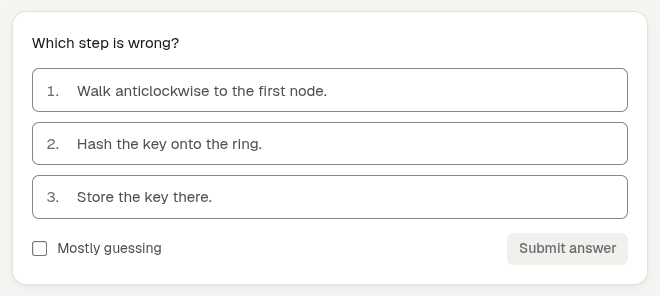 Which step is wrong?
1. Walk anticlockwise to the first node.
2. Hash the key onto the ring.
3. Store the key there.
Mostly guessing
Submit answer